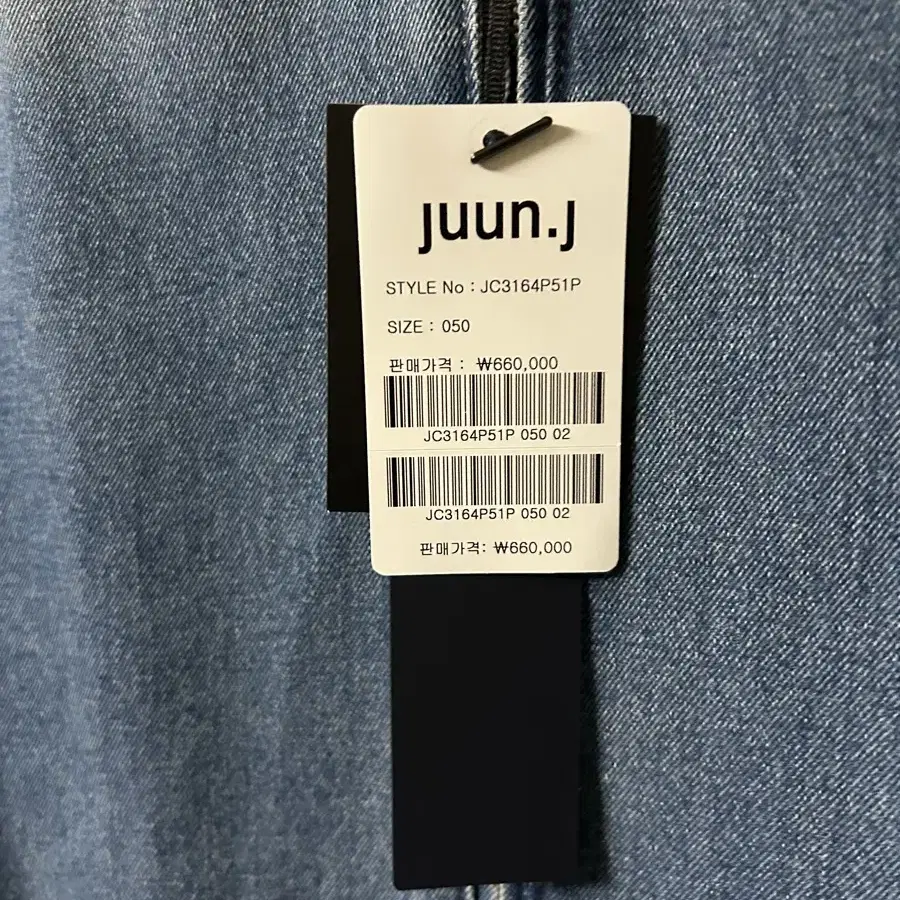 juun.j
STYLE No : JC3164P51P
SIZE : 050
판매가격 : ₩660,000
JC3164P51P 050 02
JC3164P51P 050 02
판매가격: ₩660,000